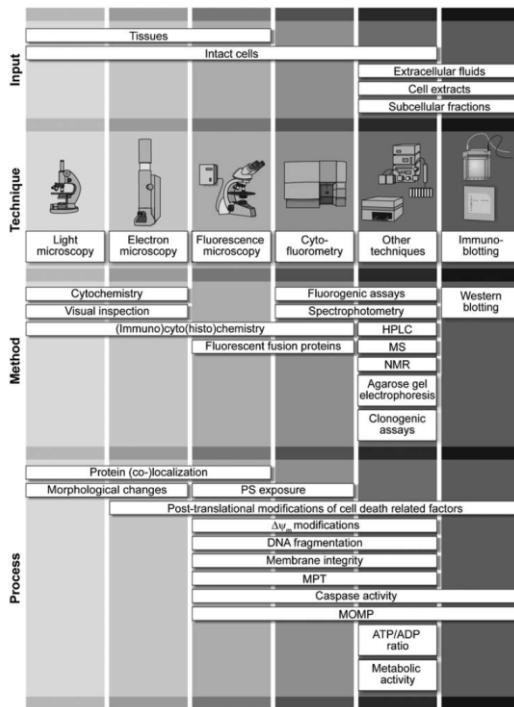 Input
Tissues
Intact cells
Extracellular fluids
Cell extracts
Subcellular fractions
Technique
Light
microscopy
Electron
microscopy
Fluorescence
microscopy
Cyto-
fluorometry
Other
techniques
Immuno-
blotting
Method
Cytochemistry
Fluorogenic assays
Western
blotting
Visual inspection
Spectrophotometry
(Immuno)cyto(histo)chemistry
HPLC
Fluorescent fusion proteins
MS
NMR
Agarose gel
electrophoresis
Clonogenic
assays
Process
Protein (co-)localization
Morphological changes
PS exposure
Post-translational modifications of cell death related factors
Δψm modifications
DNA fragmentation
Membrane integrity
MPT
Caspase activity
MOMP
ATP/ADP
ratio
Metabolic
activity